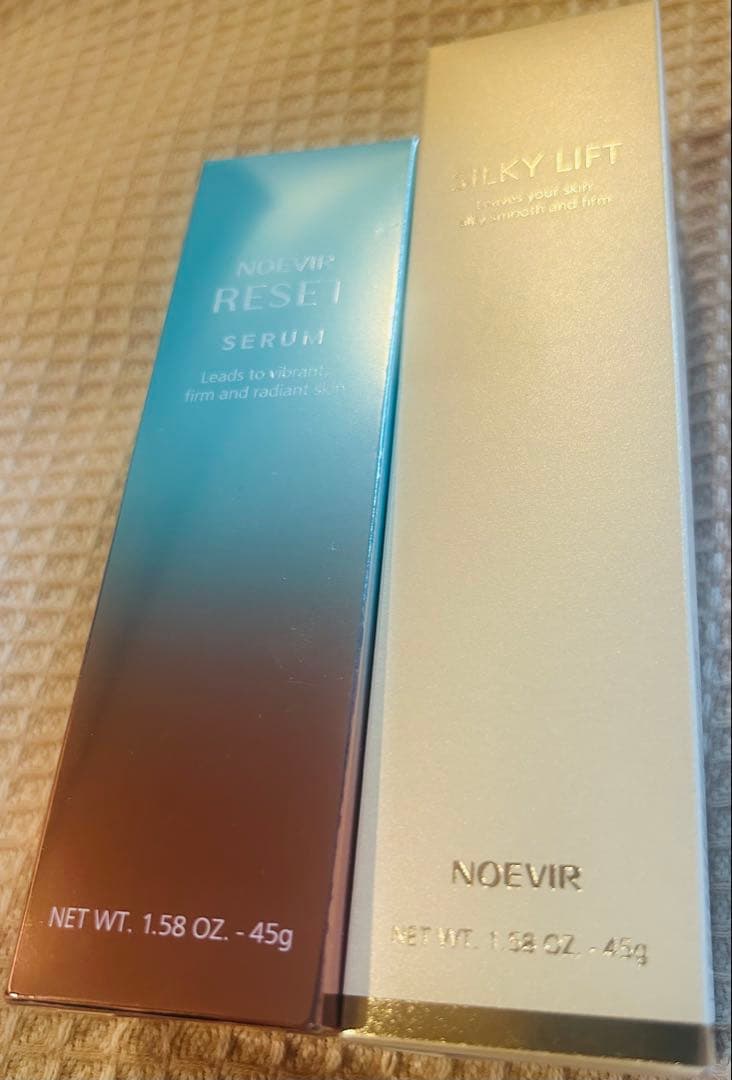 NOEVIR
RESET
SERUM
Leads to vibrant,
firm and radiant skin
NET WT. 1.58 OZ. - 45g
SILKY LIFT
Leaves your skin
silky smooth and firm
NOEVIR
NET WT. 1.58 OZ. - 45g